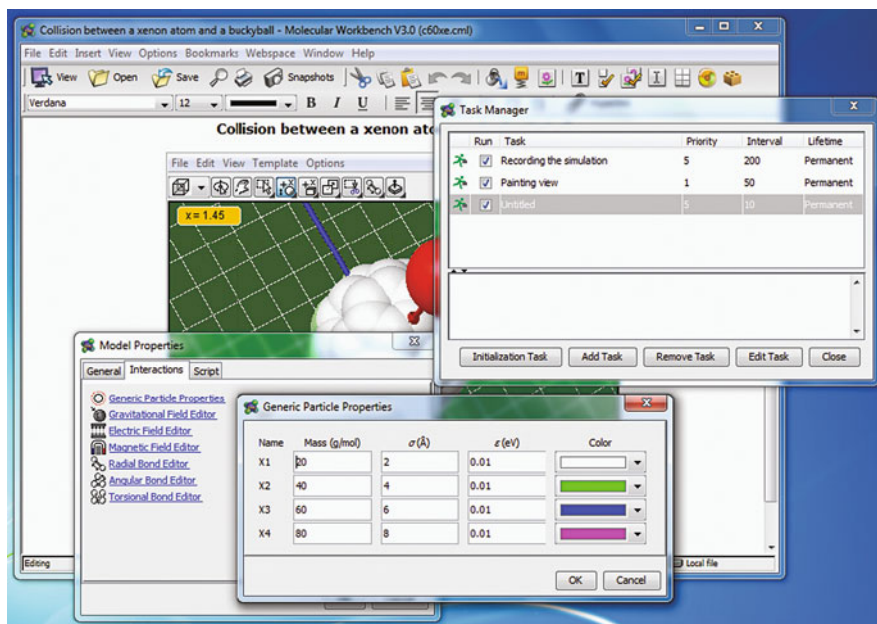 Collision between a xenon atom and a buckyball - Molecular Workbench V3.0 (c60xe.cml)
File Edit Insert View Options Bookmarks Webspace Window Help
View Open Save Snapshots
Verdana 12 B I U
Collision between a xenon ato
File Edit View Template Options
x= 1.45
Task Manager
Run Task Priority Interval Lifetime
Recording the simulation 5 200 Permanent
Painting view 1 50 Permanent
Untitled 5 10 Permanent
Initialization Task Add Task Remove Task Edit Task Close
Model Properties
General Interactions Script
Generic Particle Properties
Gravitational Field Editor
Electric Field Editor
Magnetic Field Editor
Radial Bond Editor
Angular Bond Editor
Torsional Bond Editor
Generic Particle Properties
Name Mass (g/mol) σ(Å) ε(eV) Color
X1 20 2 0.01
X2 40 4 0.01
X3 60 6 0.01
X4 80 8 0.01
OK Cancel
Editing
Local file